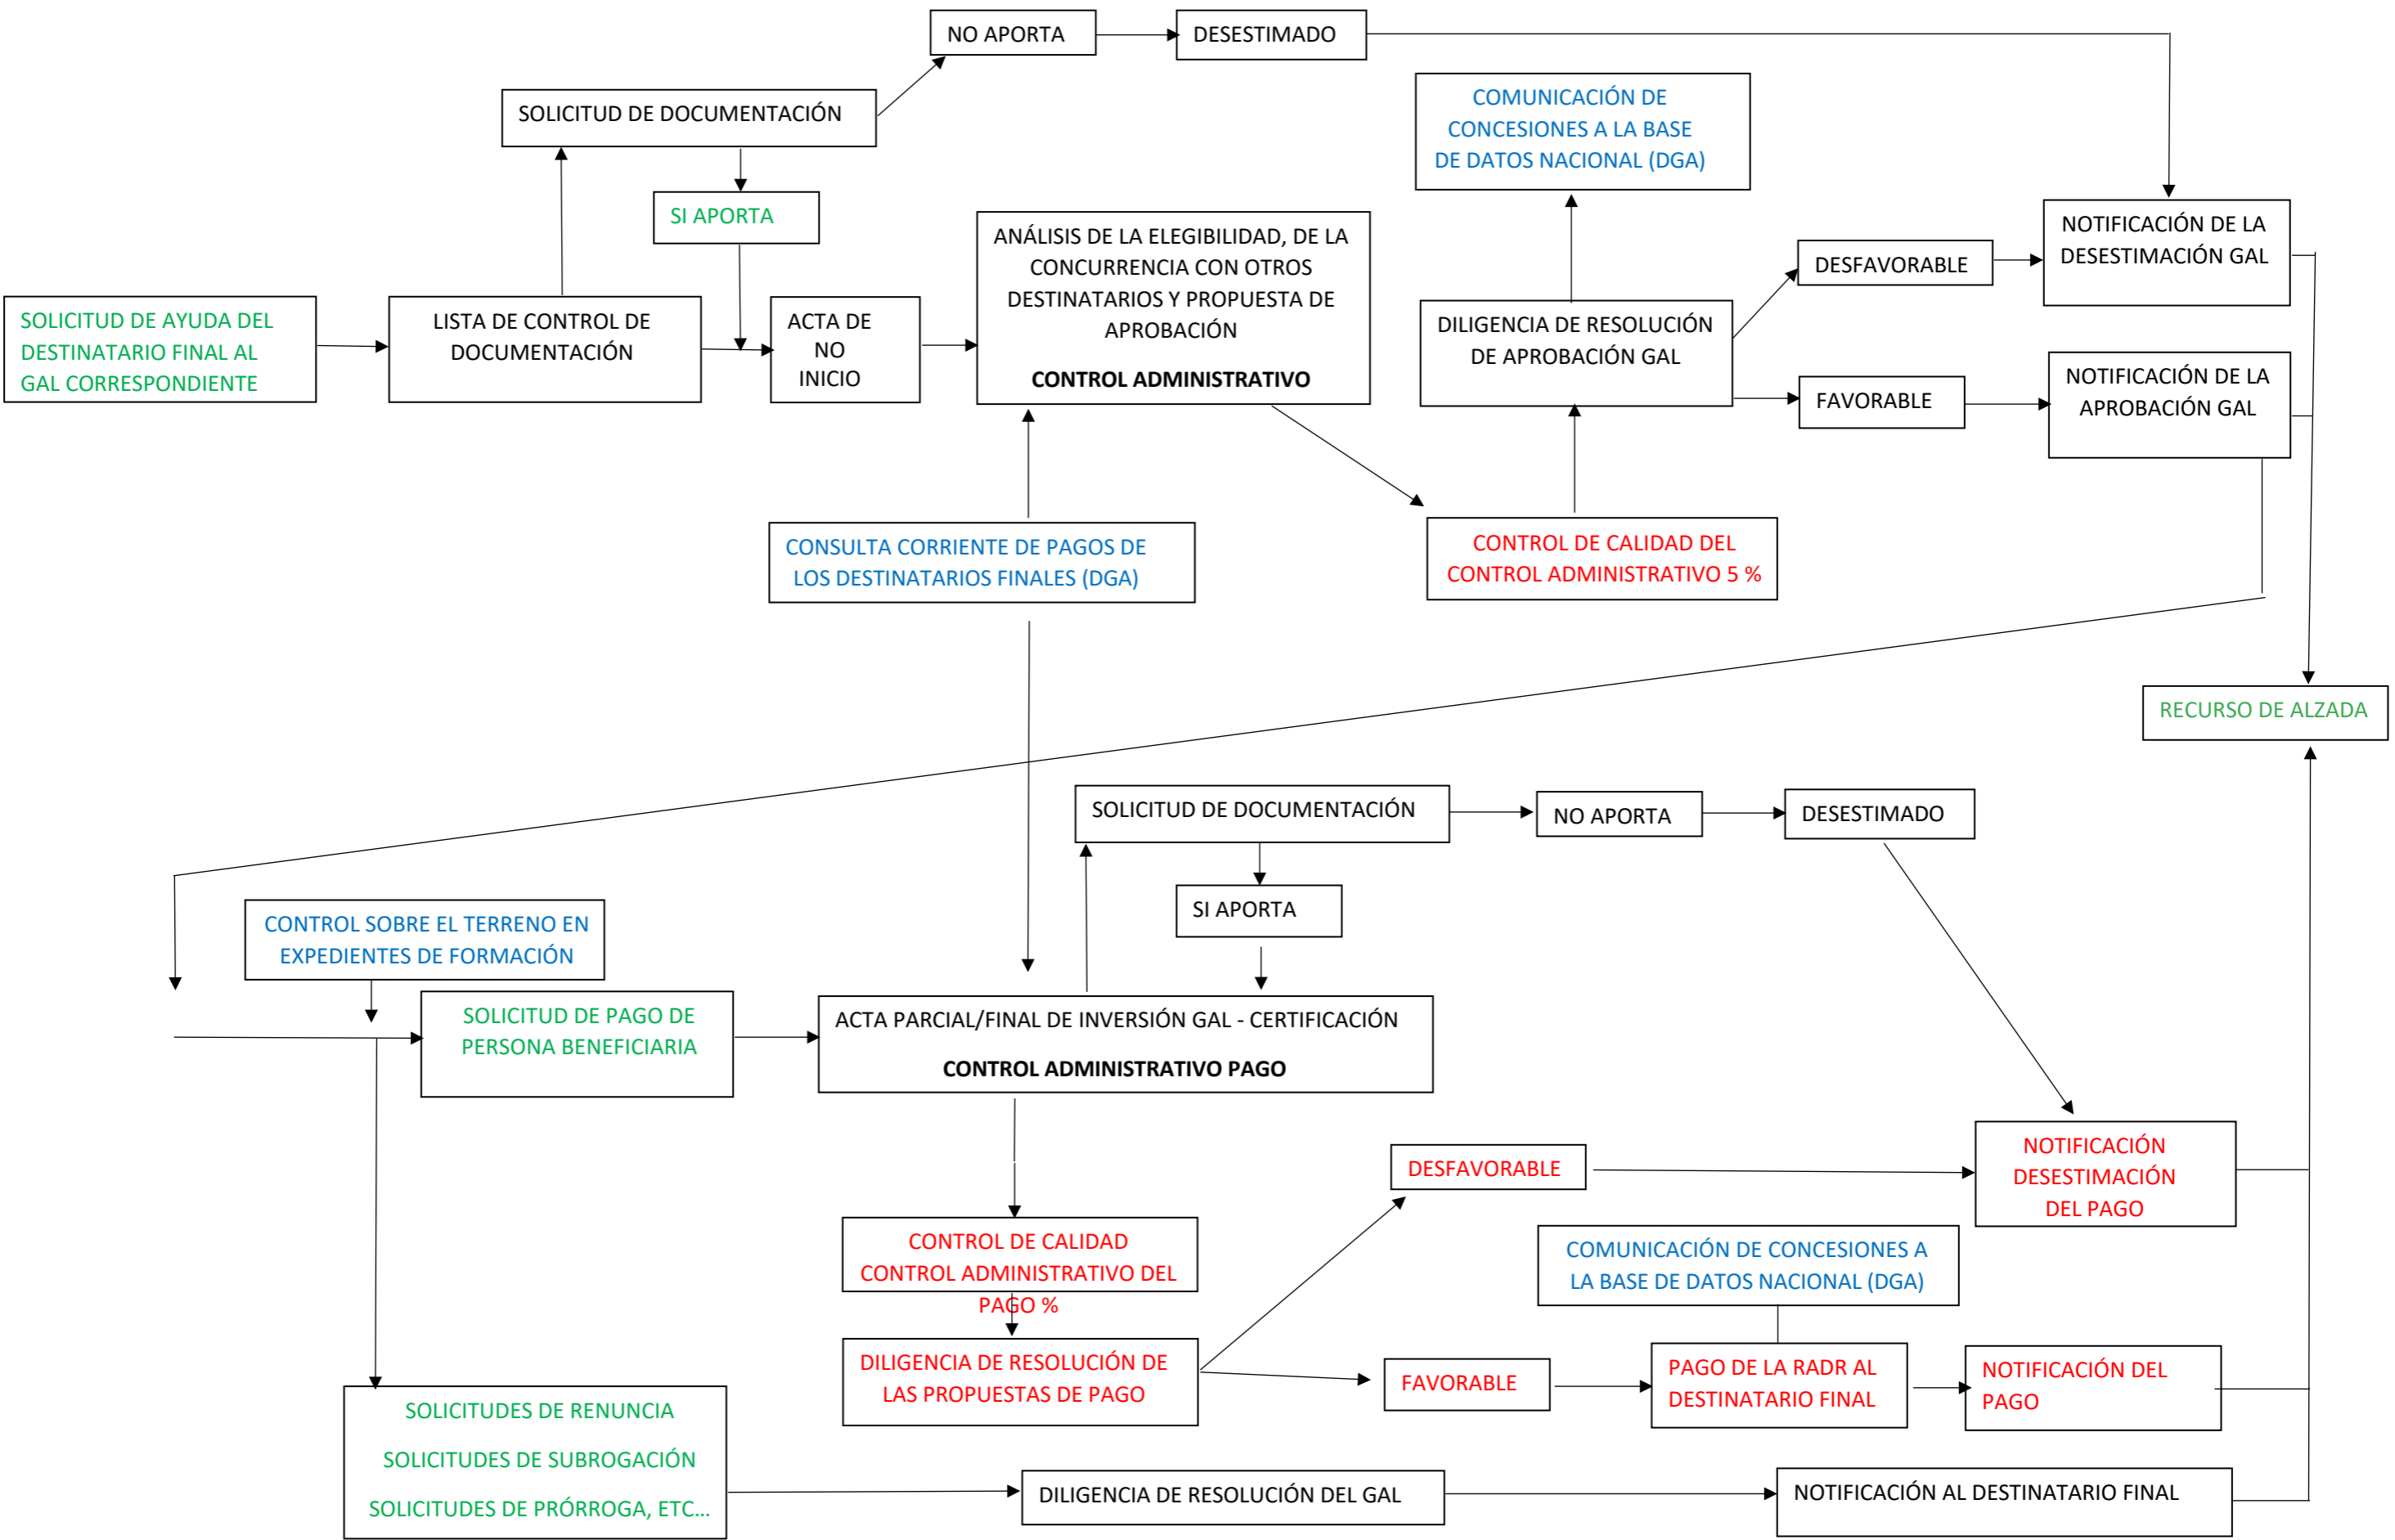 NO APORTA
DESESTIMADO
SOLICITUD DE DOCUMENTACIÓN
COMUNICACIÓN DE
CONCESIONES A LA BASE
DE DATOS NACIONAL (DGA)
SI APORTA
ANÁLISIS DE LA ELEGIBILIDAD, DE LA
CONCURRENCIA CON OTROS
DESTINATARIOS Y PROPUESTA DE
APROBACIÓN
CONTROL ADMINISTRATIVO
DESFAVORABLE
NOTIFICACIÓN DE LA
DESESTIMACIÓN GAL
SOLICITUD DE AYUDA DEL
DESTINATARIO FINAL AL
GAL CORRESPONDIENTE
LISTA DE CONTROL DE
DOCUMENTACIÓN
ACTA DE
NO
INICIO
DILIGENCIA DE RESOLUCIÓN
DE APROBACIÓN GAL
FAVORABLE
NOTIFICACIÓN DE LA
APROBACIÓN GAL
CONSULTA CORRIENTE DE PAGOS DE
LOS DESTINATARIOS FINALES (DGA)
CONTROL DE CALIDAD DEL
CONTROL ADMINISTRATIVO 5 %
RECURSO DE ALZADA
SOLICITUD DE DOCUMENTACIÓN
NO APORTA
DESESTIMADO
SI APORTA
CONTROL SOBRE EL TERRENO EN
EXPEDIENTES DE FORMACIÓN
SOLICITUD DE PAGO DE
PERSONA BENEFICIARIA
ACTA PARCIAL/FINAL DE INVERSIÓN GAL - CERTIFICACIÓN
CONTROL ADMINISTRATIVO PAGO
DESFAVORABLE
NOTIFICACIÓN
DESESTIMACIÓN
DEL PAGO
CONTROL DE CALIDAD
CONTROL ADMINISTRATIVO DEL
PAGO %
COMUNICACIÓN DE CONCESIONES A
LA BASE DE DATOS NACIONAL (DGA)
DILIGENCIA DE RESOLUCIÓN DE
LAS PROPUESTAS DE PAGO
FAVORABLE
PAGO DE LA RADR AL
DESTINATARIO FINAL
NOTIFICACIÓN DEL
PAGO
SOLICITUDES DE RENUNCIA
SOLICITUDES DE SUBROGACIÓN
SOLICITUDES DE PRÓRROGA, ETC...
DILIGENCIA DE RESOLUCIÓN DEL GAL
NOTIFICACIÓN AL DESTINATARIO FINAL